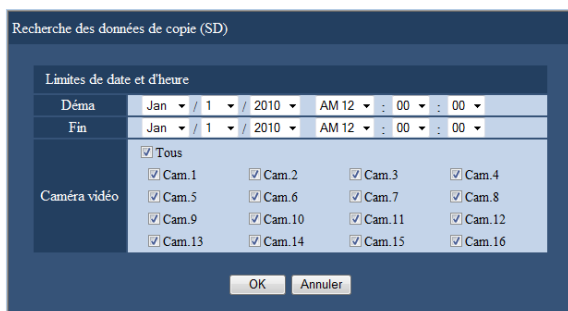 Recherche des données de copie (SD)
Limites de date et d'heure
Déma Jan / 1 / 2010 AM 12 : 00 : 00
Fin Jan / 1 / 2010 AM 12 : 00 : 00
Tous
Caméra vidéo
Cam.1 Cam.2 Cam.3 Cam.4
Cam.5 Cam.6 Cam.7 Cam.8
Cam.9 Cam.10 Cam.11 Cam.12
Cam.13 Cam.14 Cam.15 Cam.16
OK Annuler